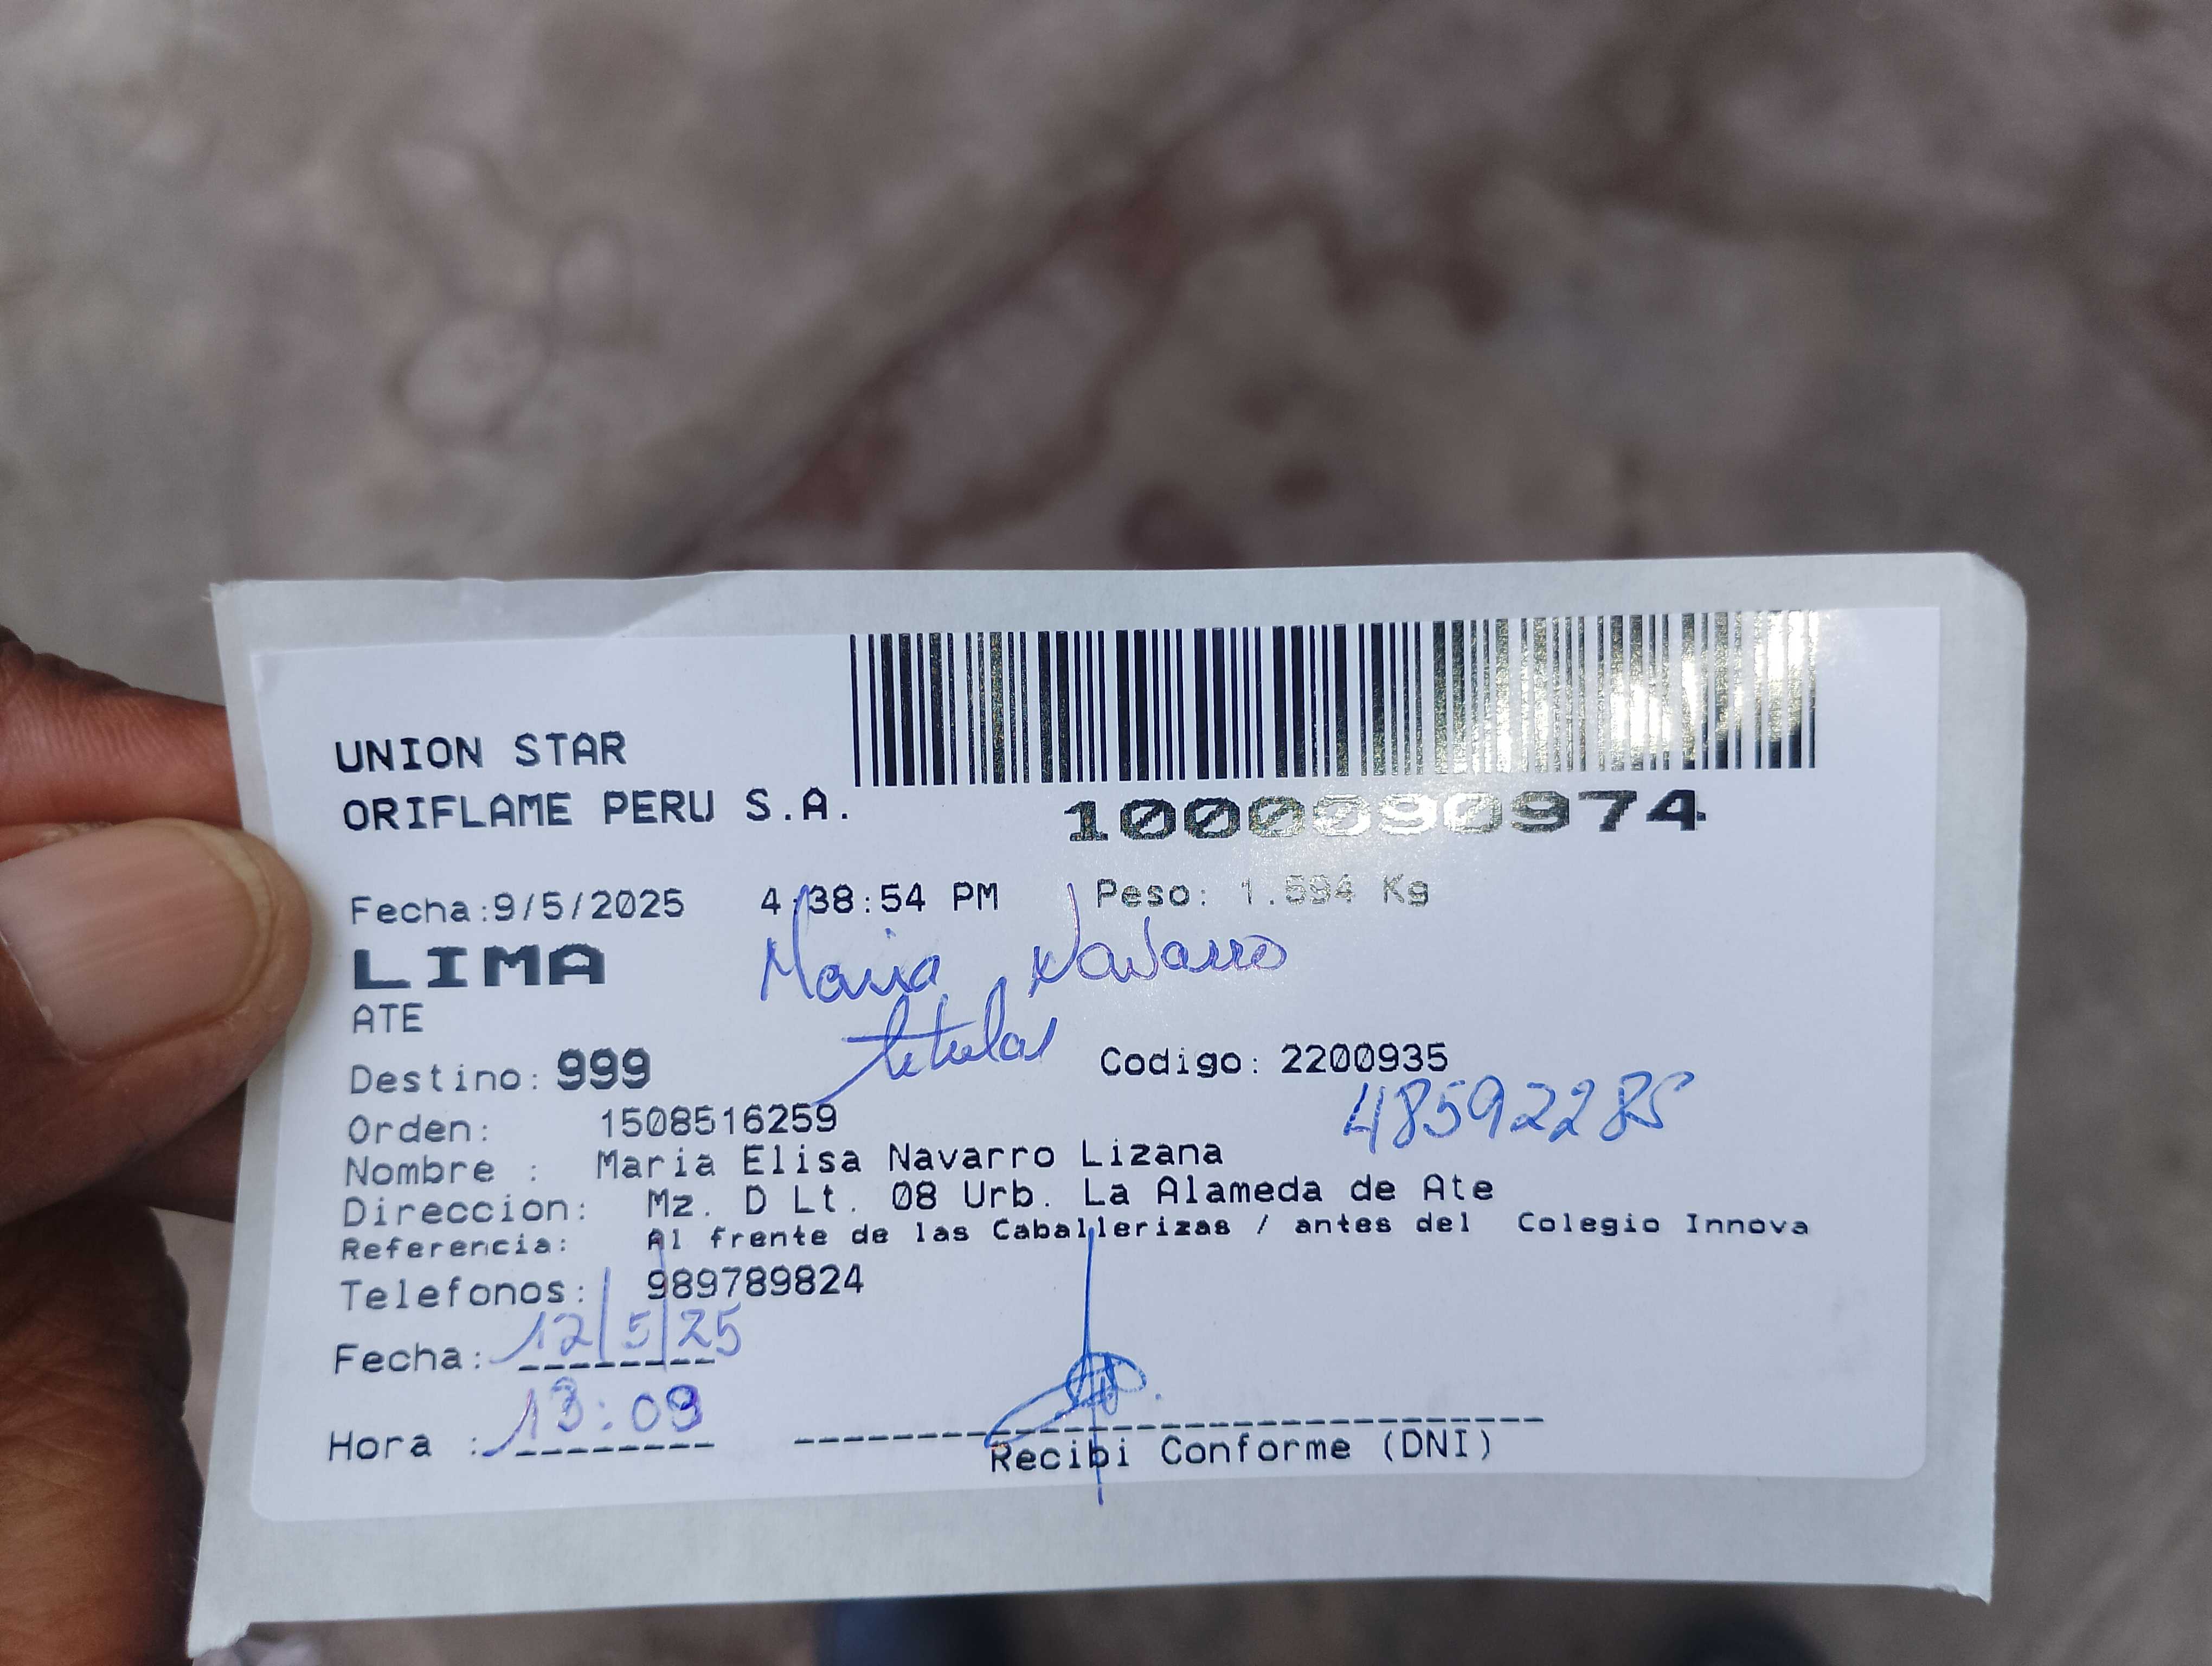 UNION STAR
ORIFLAME PERU S.A.
1000090974
Fecha:9/5/2025 4:38:54 PM Peso: 1.594 Kg
LIMA
Maria Navarro
ATE
titular
Destino: 999 Codigo: 2200935
48592285
Orden: 1508516259
Nombre : Maria Elisa Navarro Lizana
Direccion: Mz. D Lt. 08 Urb. La Alameda de Ate
Referencia: Al frente de las Caballerizas / antes del Colegio Innova
Telefonos: 989789824
Fecha: 12/5/25
Hora : 13:09
Recibi Conforme (DNI)